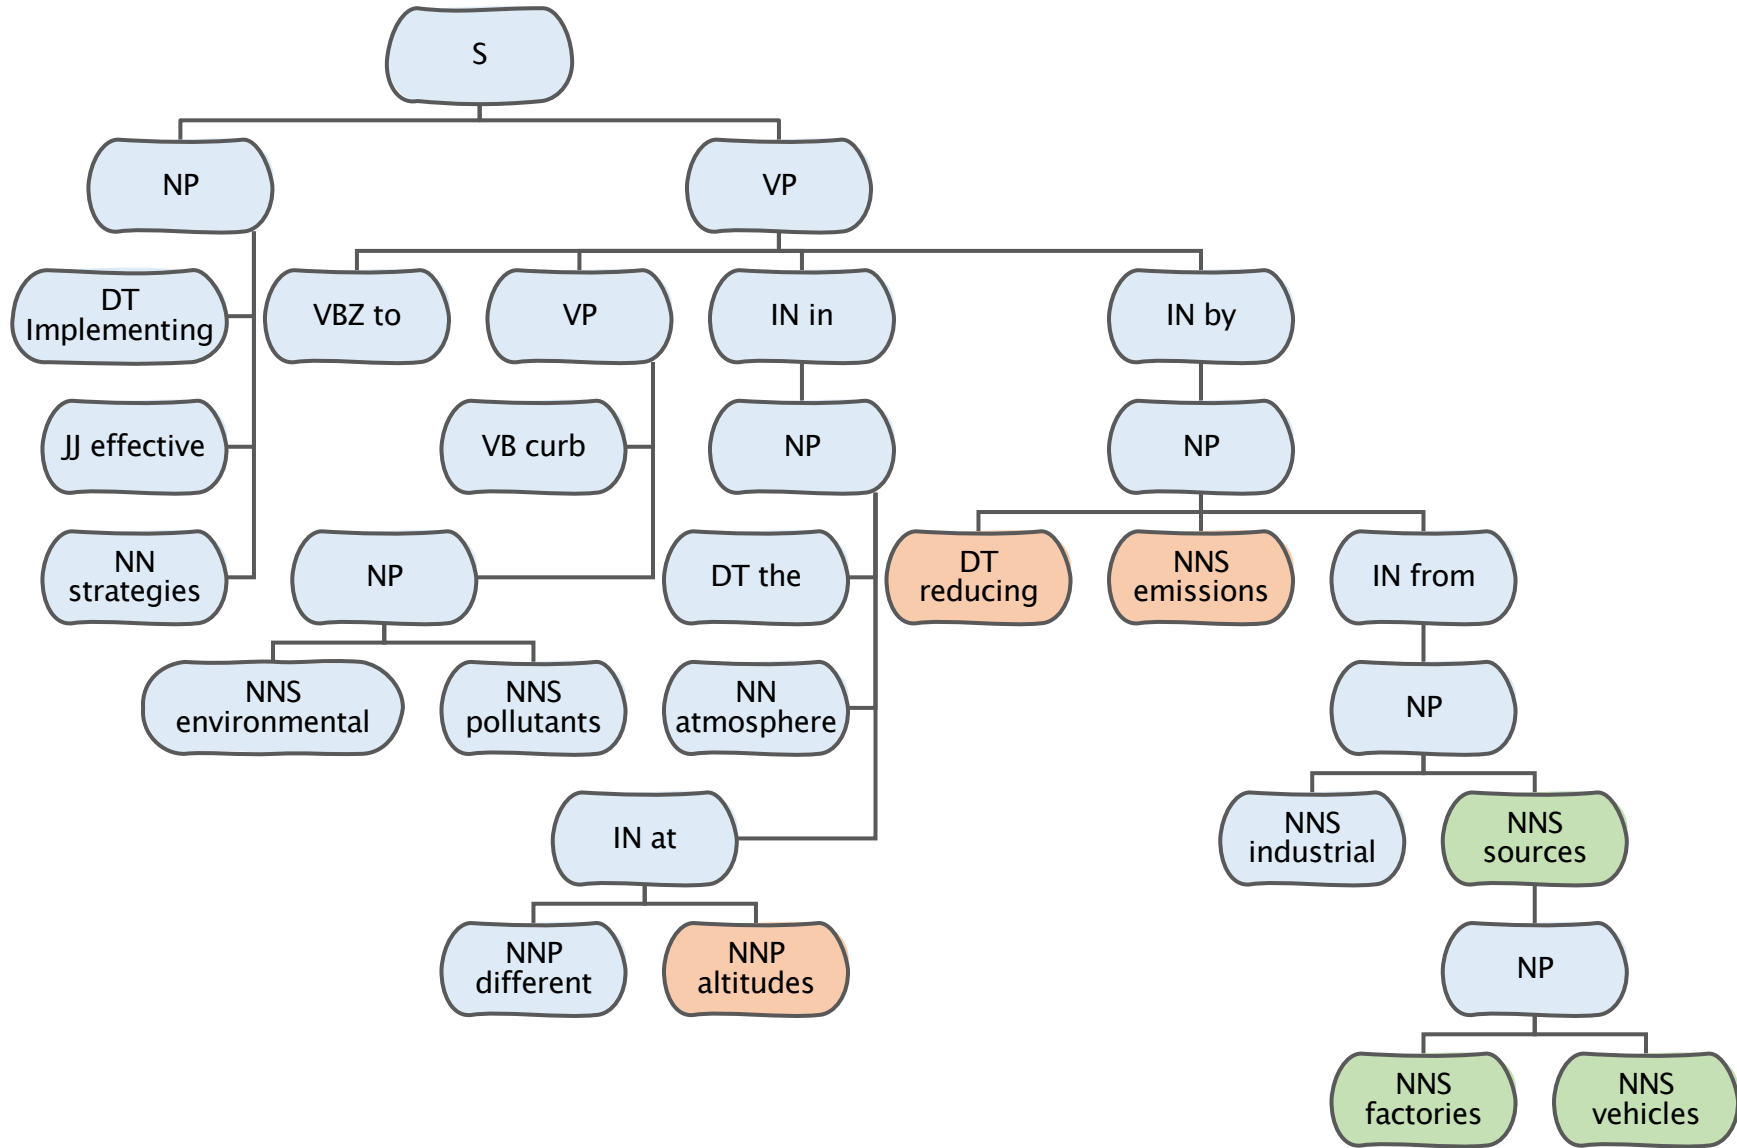 S
NP
VP
DT
Implementing
VBZ to
VP
IN in
IN by
JJ effective
VB curb
NP
NP
NN
strategies
NP
DT the
DT
reducing
NNS
emissions
IN from
NNS
environmental
NNS
pollutants
NN
atmosphere
NP
IN at
NNS
industrial
NNS
sources
NNP
different
NNP
altitudes
NP
NNS
factories
NNS
vehicles